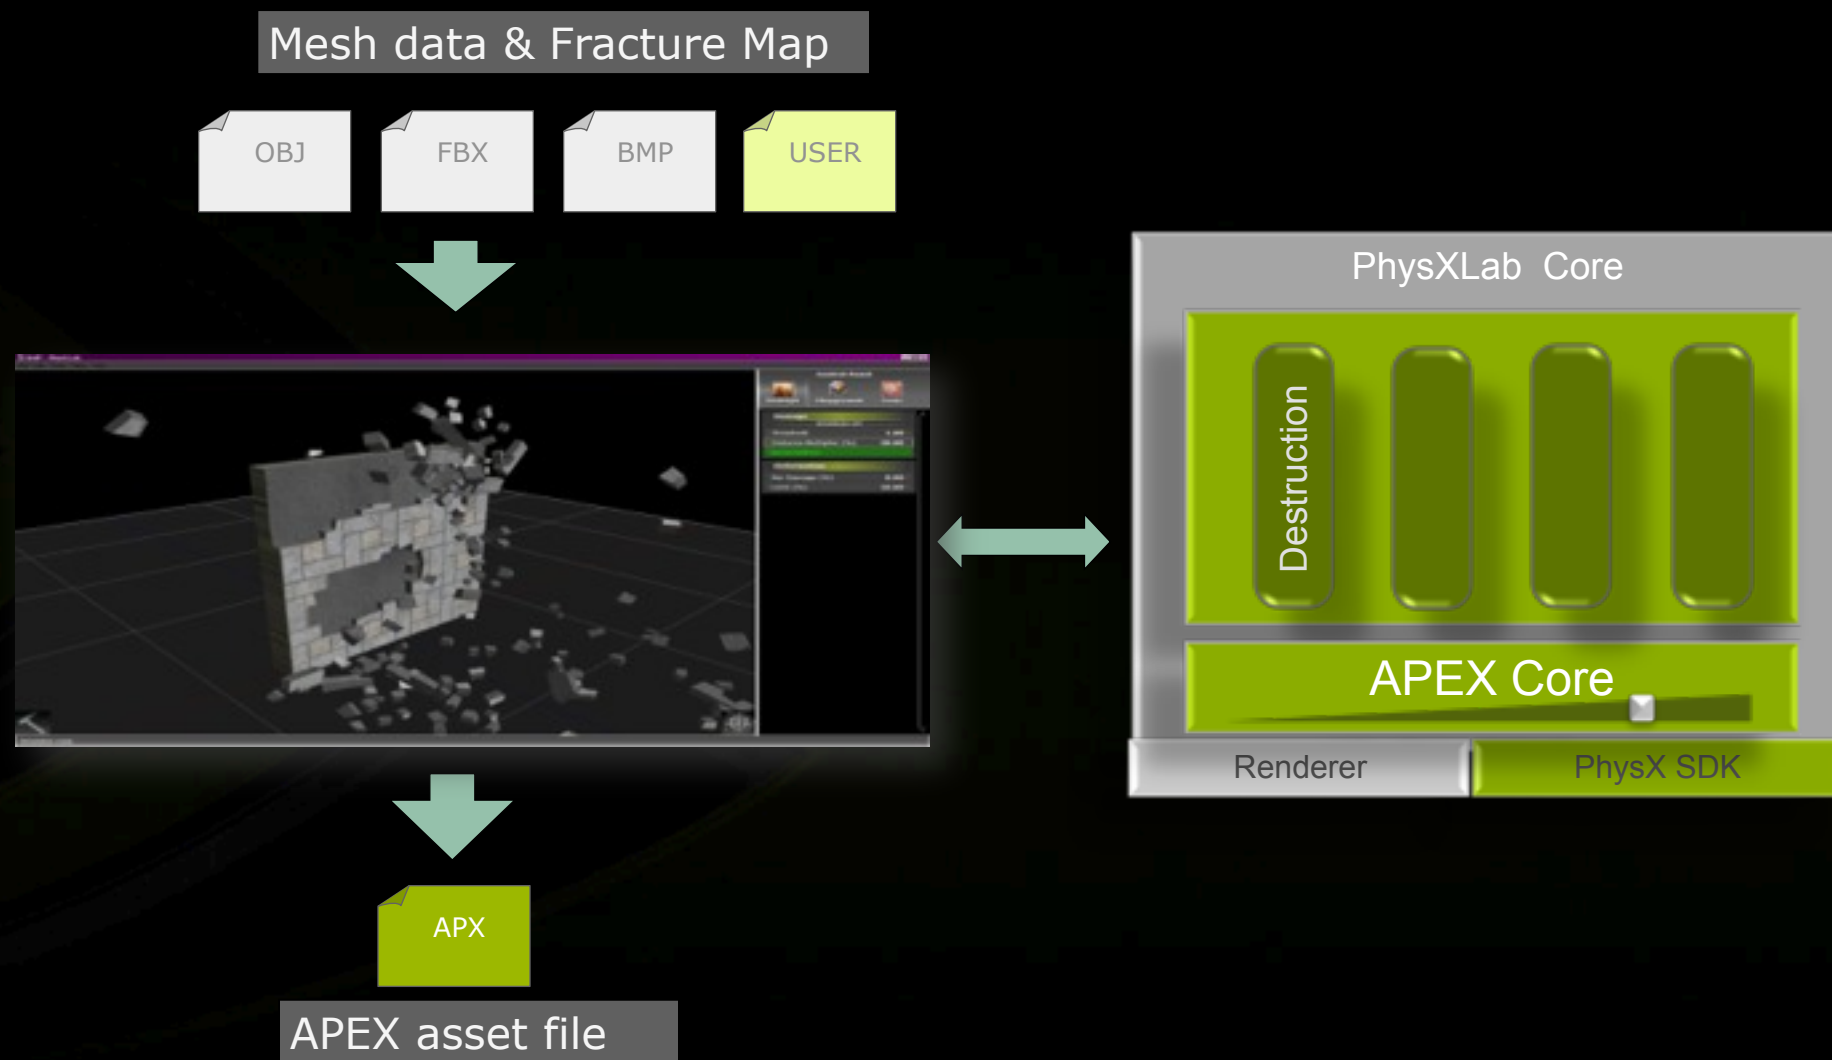 Mesh data & Fracture Map
OBJ
FBX
BMP
USER
PhysXLab Core
Destruction
APEX Core
Renderer
PhysX SDK
APX
APEX asset file